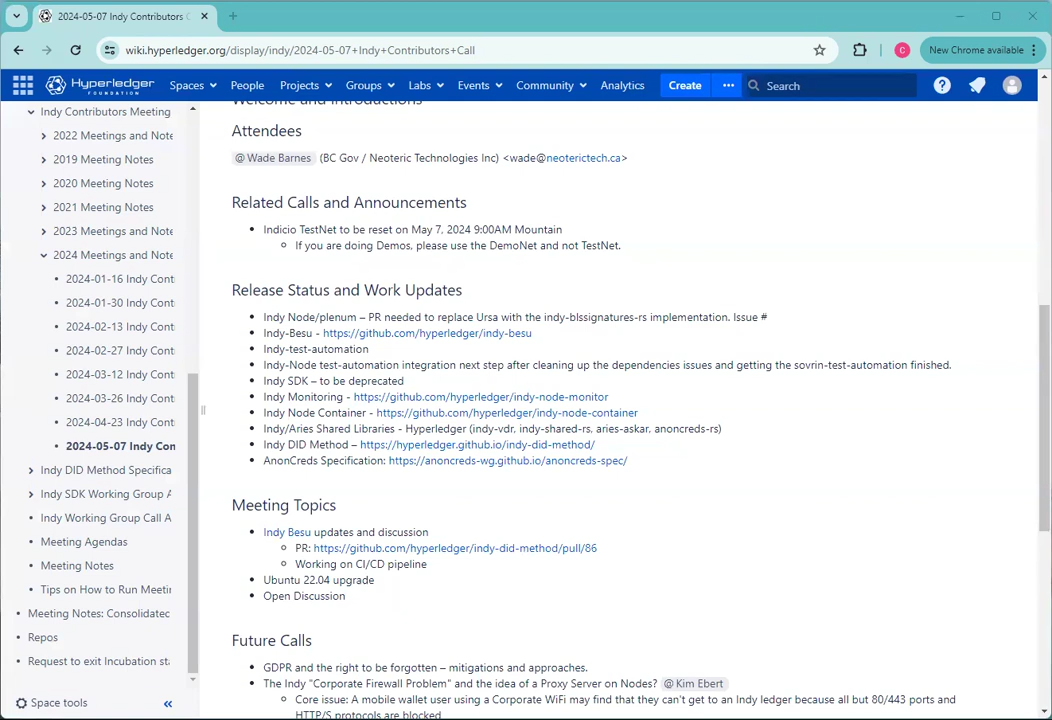 2024-05-07 Indy Contributors C
wiki.hyperledger.org/display/indy/2024-05-07+Indy+Contributors+Call
C
New Chrome available
HYPERLEDGER FOUNDATION
Spaces
People
Projects
Groups
Labs
Events
Community
Analytics
Create
Search
Indy Contributors Meeting
2022 Meetings and Note
2019 Meeting Notes
2020 Meeting Notes
2021 Meeting Notes
2023 Meetings and Note
2024 Meetings and Note
2024-01-16 Indy Cont
2024-01-30 Indy Cont
2024-02-13 Indy Cont
2024-02-27 Indy Cont
2024-03-12 Indy Cont
2024-03-26 Indy Cont
2024-04-23 Indy Cont
2024-05-07 Indy Con
Indy DID Method Specifica
Indy SDK Working Group A
Indy Working Group Call A
Meeting Agendas
Meeting Notes
Tips on How to Run Meeti
Meeting Notes: Consolidated
Repos
Request to exit Incubation sta
Space tools
Welcome and Introductions
Attendees
@Wade Barnes (BC Gov / Neoteric Technologies Inc) <wade@neoterictech.ca>
Related Calls and Announcements
Indicio TestNet to be reset on May 7, 2024 9:00AM Mountain
If you are doing Demos, please use the DemoNet and not TestNet.
Release Status and Work Updates
Indy Node/plenum – PR needed to replace Ursa with the indy-blssignatures-rs implementation. Issue #
Indy-Besu - https://github.com/hyperledger/indy-besu
Indy-test-automation
Indy-Node test-automation integration next step after cleaning up the dependencies issues and getting the sovrin-test-automation finished.
Indy SDK – to be deprecated
Indy Monitoring - https://github.com/hyperledger/indy-node-monitor
Indy Node Container - https://github.com/hyperledger/indy-node-container
Indy/Aries Shared Libraries - Hyperledger (indy-vdr, indy-shared-rs, aries-askar, anoncreds-rs)
Indy DID Method – https://hyperledger.github.io/indy-did-method/
AnonCreds Specification: https://anoncreds-wg.github.io/anoncreds-spec/
Meeting Topics
Indy Besu updates and discussion
PR: https://github.com/hyperledger/indy-did-method/pull/86
Working on CI/CD pipeline
Ubuntu 22.04 upgrade
Open Discussion
Future Calls
GDPR and the right to be forgotten – mitigations and approaches.
The Indy "Corporate Firewall Problem" and the idea of a Proxy Server on Nodes? @Kim Ebert
Core issue: A mobile wallet user using a Corporate WiFi may find that they can't get to an Indy ledger because all but 80/443 ports and
HTTP/S protocols are blocked.